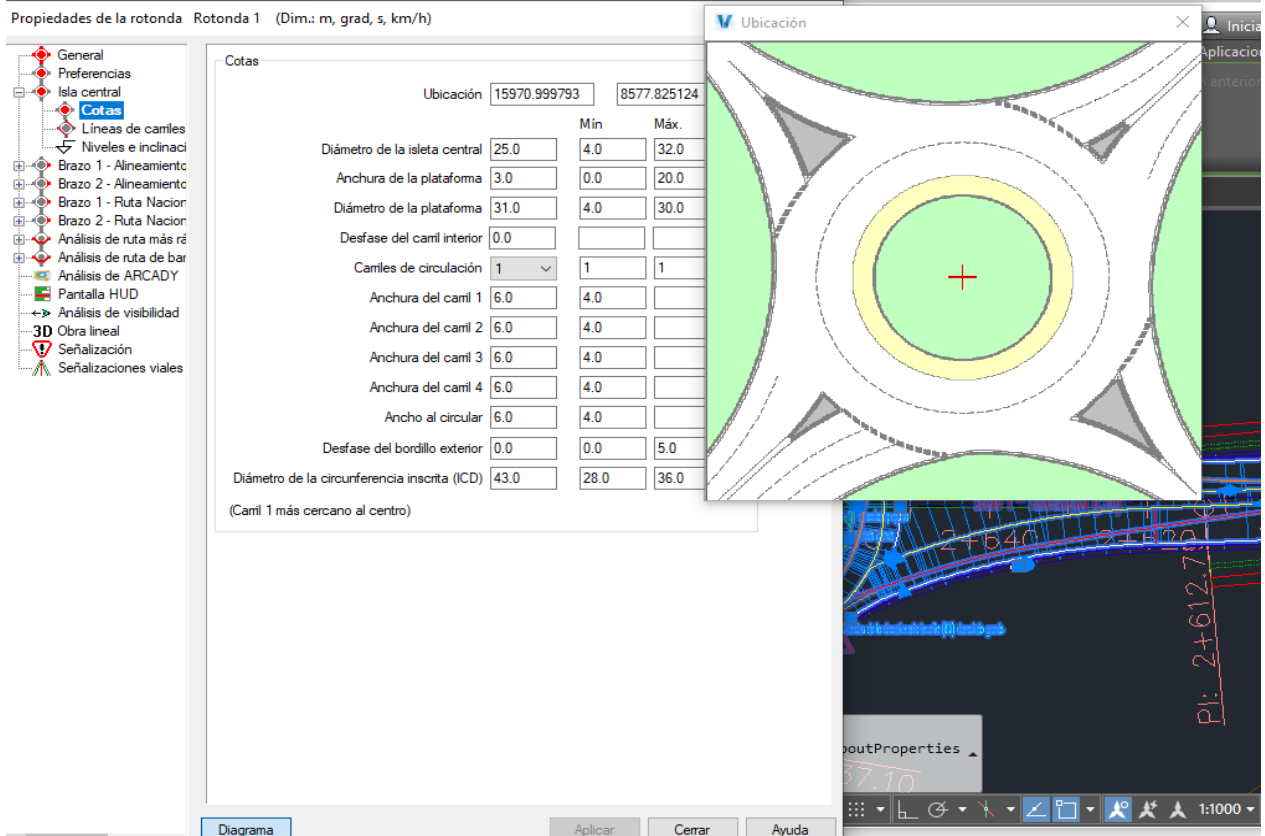 Propiedades de la rotonda Rotonda 1 (Dim.: m, grad, s, km/h)
General
Preferencias
Isla central
Cotas
Líneas de carriles
Niveles e inclinaci
Brazo 1 - Alineamiento
Brazo 2 - Alineamiento
Brazo 1 - Ruta Nacion
Brazo 2 - Ruta Nacion
Análisis de ruta más rá
Análisis de ruta de bar
Análisis de ARCADY
Pantalla HUD
Análisis de visibilidad
3D Obra lineal
Señalización
Señalizaciones viales
Cotas
Ubicación 15970.999793 8577.825124
Mín Máx.
Diámetro de la isleta central 25.0 4.0 32.0
Anchura de la plataforma 3.0 0.0 20.0
Diámetro de la plataforma 31.0 4.0 30.0
Desfase del carril interior 0.0
Carriles de circulación 1 1 1
Anchura del carril 1 6.0 4.0
Anchura del carril 2 6.0 4.0
Anchura del carril 3 6.0 4.0
Anchura del carril 4 6.0 4.0
Ancho al circular 6.0 4.0
Desfase del bordillo exterior 0.0 0.0 5.0
Diámetro de la circunferencia inscrita (ICD) 43.0 28.0 36.0
(Carril 1 más cercano al centro)
Diagrama Aplicar Cerrar Ayuda
Ubicación
Inicia
Aplicacion
s anterior
2+640
PI: 2+612.79
boutProperties
37.10
1:1000